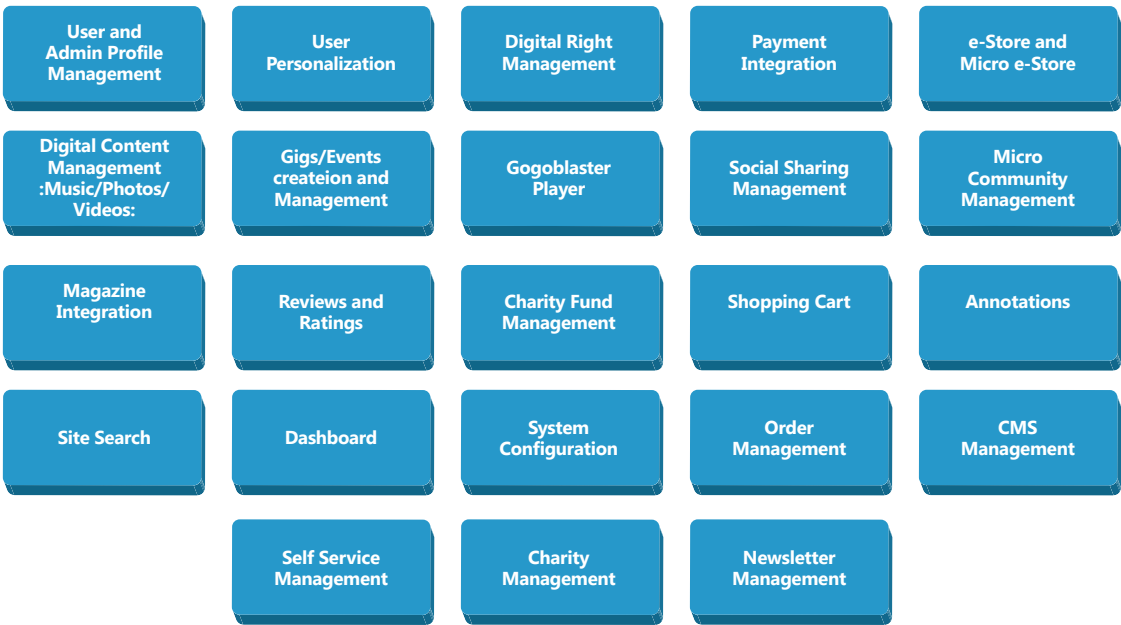 User and
Admin Profile
Management
User
Personalization
Digital Right
Management
Payment
Integration
e-Store and
Micro e-Store
Digital Content
Management
:Music/Photos/
Videos:
Gigs/Events
createion and
Management
Gogoblaster
Player
Social Sharing
Management
Micro
Community
Management
Magazine
Integration
Reviews and
Ratings
Charity Fund
Management
Shopping Cart
Annotations
Site Search
Dashboard
System
Configuration
Order
Management
CMS
Management
Self Service
Management
Charity
Management
Newsletter
Management